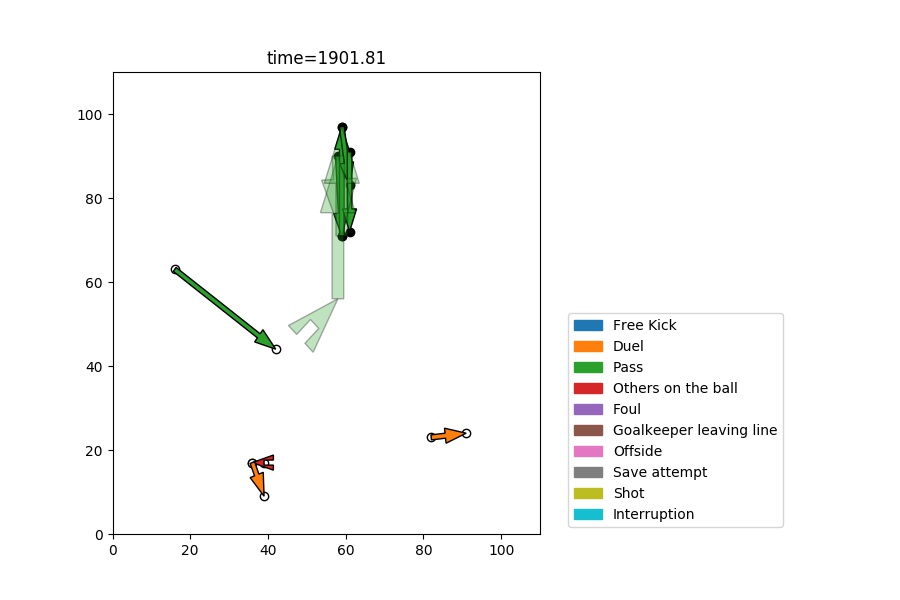 time=1901.81
100
80
60
40
20
0
0 20 40 60 80 100
Free Kick
Duel
Pass
Others on the ball
Foul
Goalkeeper leaving line
Offside
Save attempt
Shot
Interruption